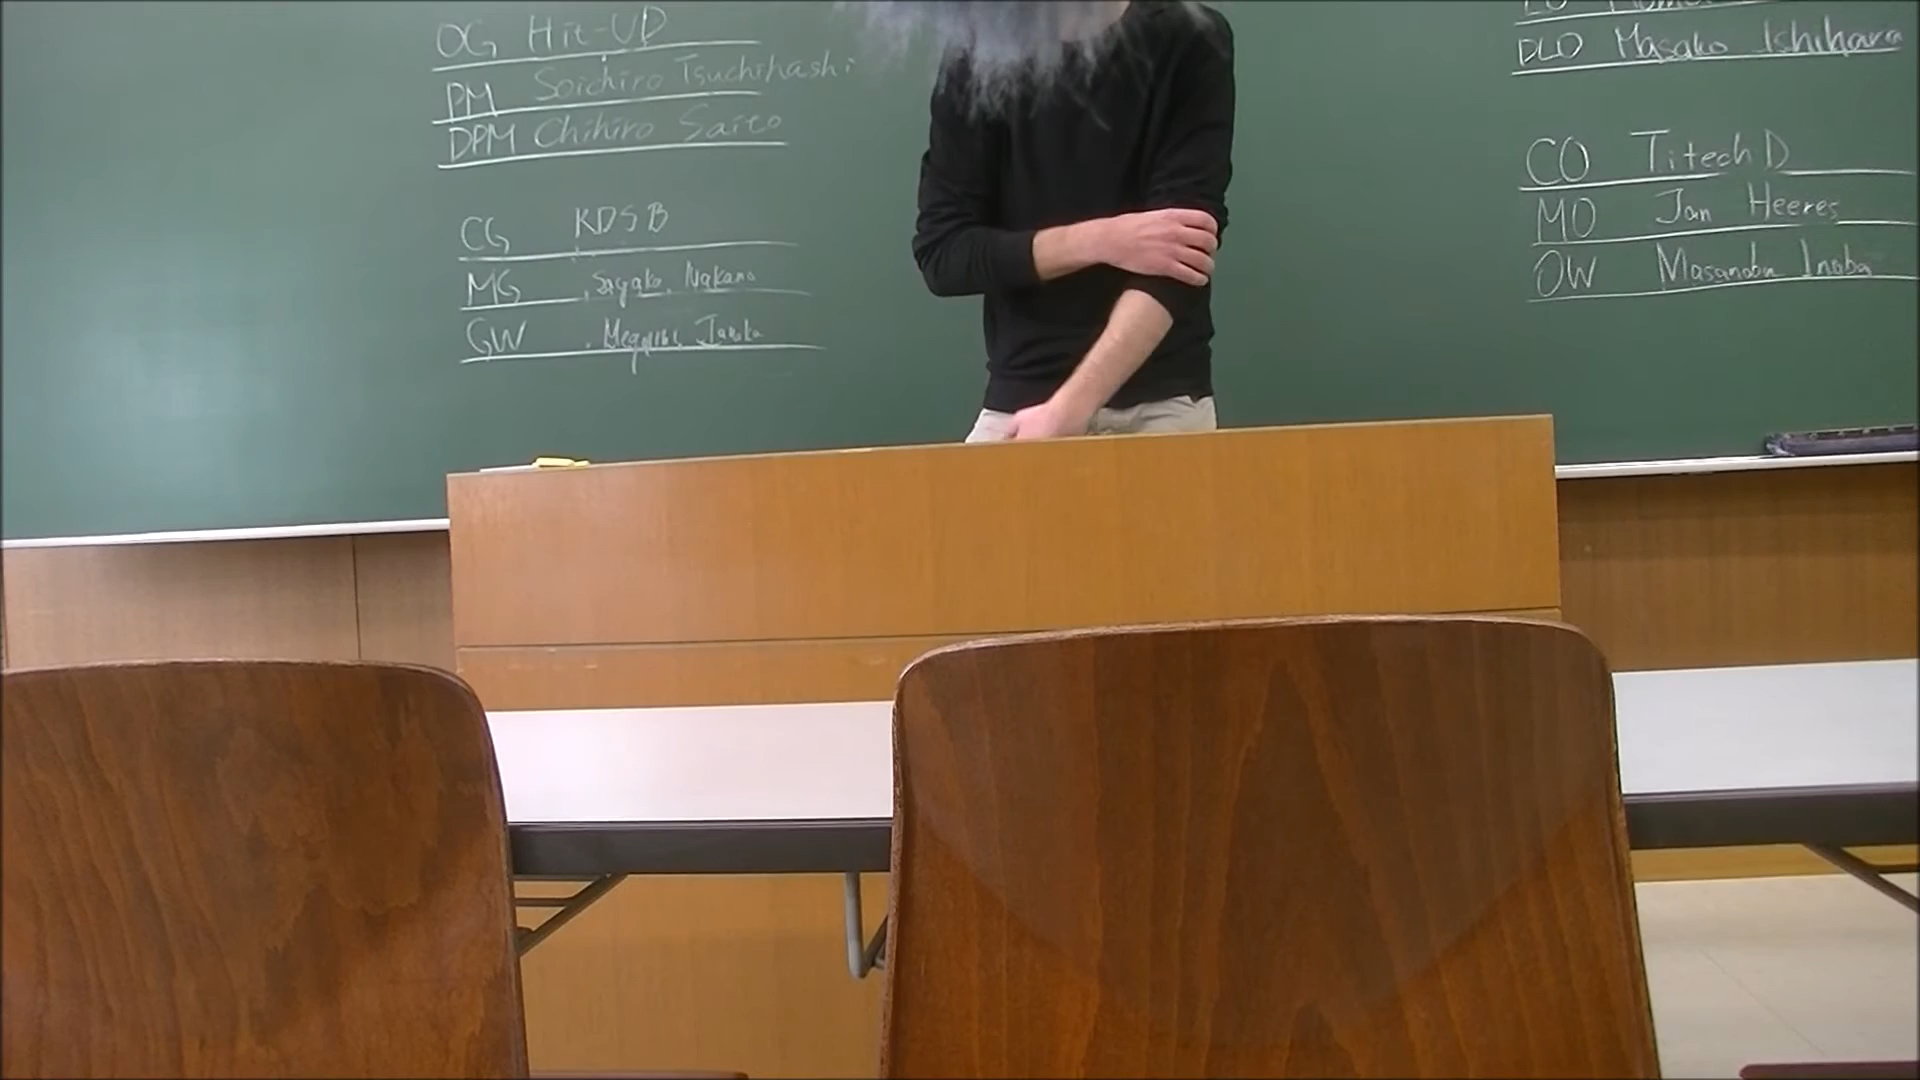 OG Hit-UD
PM Soichiro Tsuchihashi
DPM Chihiro Saito
CG KDSB
MG Sayako Nakano
GW Megumi Tanaka
DLO Masako Ishihara
CO Titech D
MO Jan Heeres
OW Masanobu Inaba